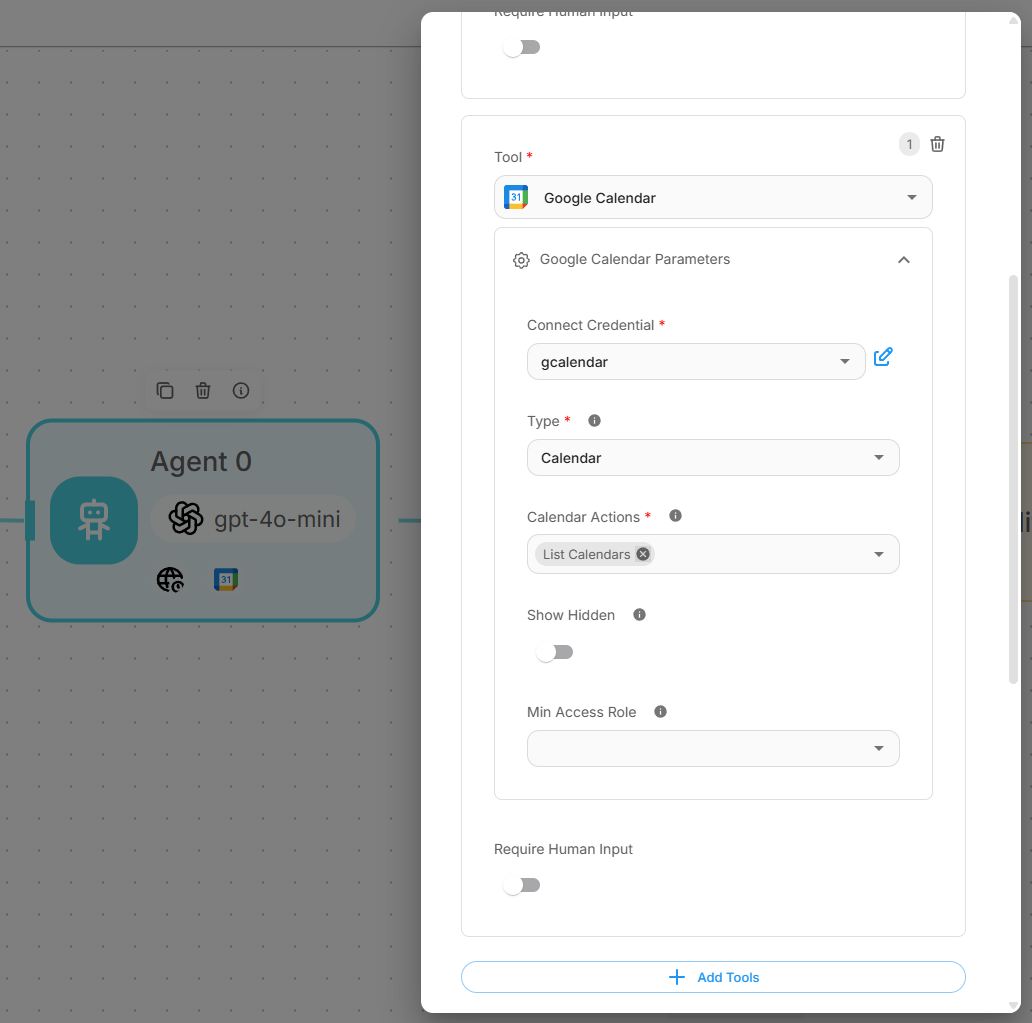 Require Human Input
1
Tool *
31
Google Calendar
Google Calendar Parameters
Connect Credential *
gcalendar
Type *
Calendar
Calendar Actions *
List Calendars
Show Hidden
Min Access Role
Require Human Input
Add Tools
Agent 0
gpt-4o-mini
31